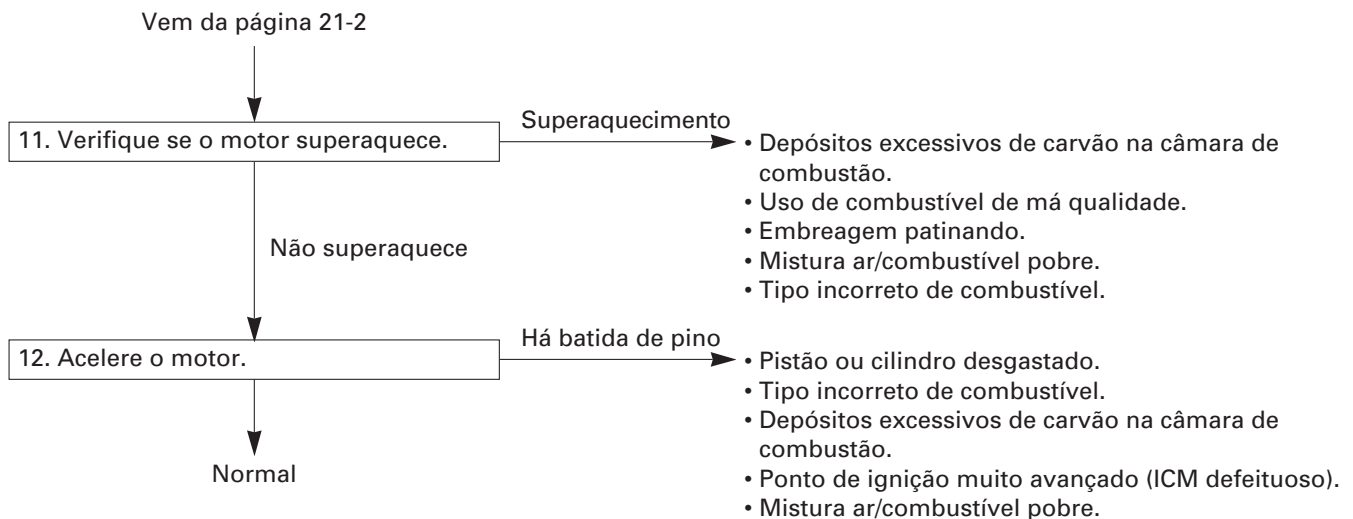 Vem da página 21-2
11. Verifique se o motor superaquece.
Superaquecimento
• Depósitos excessivos de carvão na câmara de
combustão.
• Uso de combustível de má qualidade.
• Embreagem patinando.
• Mistura ar/combustível pobre.
• Tipo incorreto de combustível.
Não superaquece
12. Acelere o motor.
Há batida de pino
• Pistão ou cilindro desgastado.
• Tipo incorreto de combustível.
• Depósitos excessivos de carvão na câmara de
combustão.
• Ponto de ignição muito avançado (ICM defeituoso).
• Mistura ar/combustível pobre.
Normal